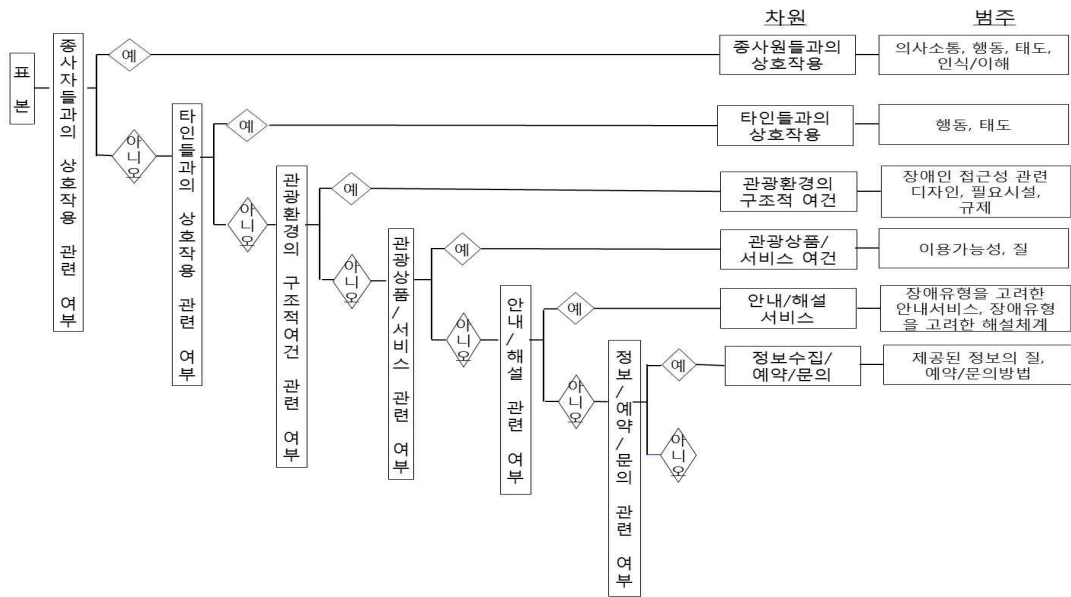 차원
범주
표본
종사자들과의 상호작용 관련 여부
예
종사원들과의
상호작용
의사소통, 행동, 태도,
인식/이해
아니오
타인들과의 상호작용 관련 여부
예
타인들과의
상호작용
행동, 태도
아니오
관광환경의 구조적여건 관련 여부
예
관광환경의
구조적 여건
장애인 접근성 관련
디자인, 필요시설,
규제
아니오
관광상품/서비스 관련 여부
예
관광상품/
서비스 여건
이용가능성, 질
아니오
안내/해설 관련 여부
예
안내/해설
서비스
장애유형을 고려한
안내서비스, 장애유형
을 고려한 해설체계
아니오
정보/예약/문의 관련 여부
예
정보수집/
예약/문의
제공된 정보의 질,
예약/문의방법
아니오